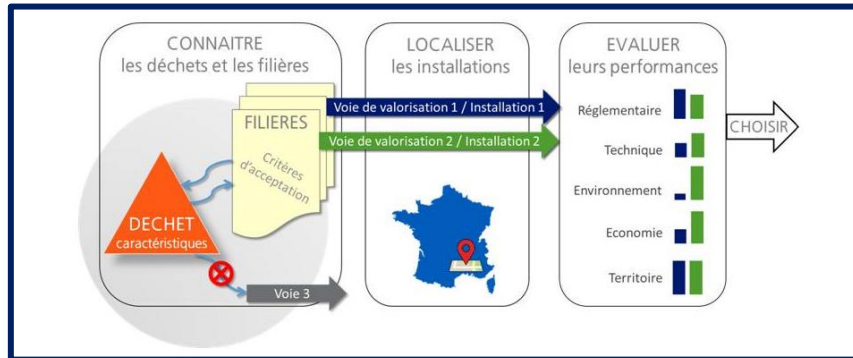 CONNAITRE
les déchets et les filières
LOCALISER
les installations
EVALUER
leurs performances
Voie de valorisation 1 / Installation 1
Voie de valorisation 2 / Installation 2
FILIERES
Critères
d'acceptation
DECHET
caractéristiques
Voie 3
Réglementaire
Technique
Environnement
Economie
Territoire
CHOISIR